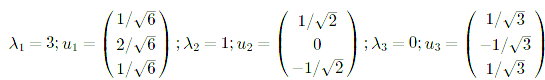 λ₁ = 3; u₁ = (1/√6, 2/√6, 1/√6); λ₂ = 1; u₂ = (1/√2, 0, −1/√2); λ₃ = 0; u₃ = (1/√3, −1/√3, 1/√3)